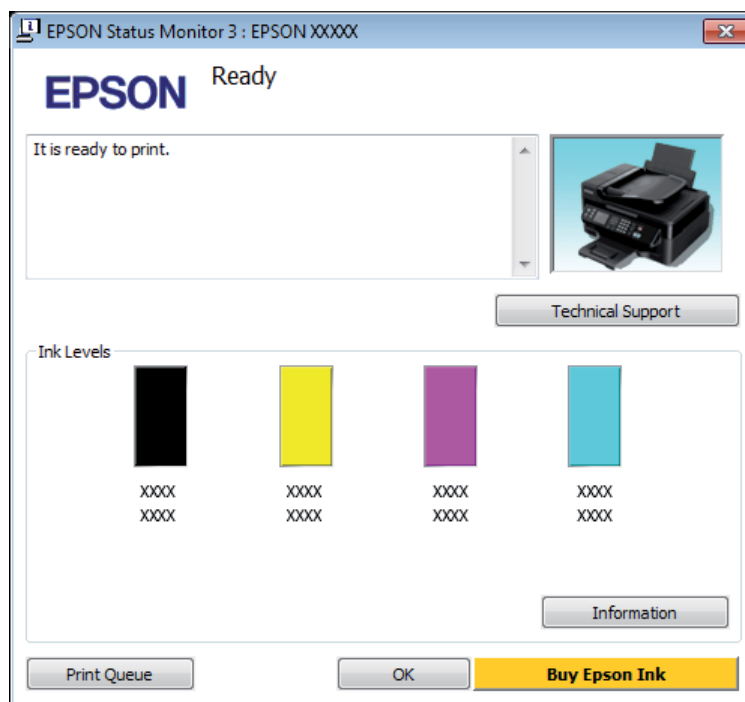 EPSON Status Monitor 3 : EPSON XXXXX
EPSON
Ready
It is ready to print.
Technical Support
Ink Levels
XXXX XXXX XXXX XXXX
XXXX XXXX XXXX XXXX
Information
Print Queue OK Buy Epson Ink